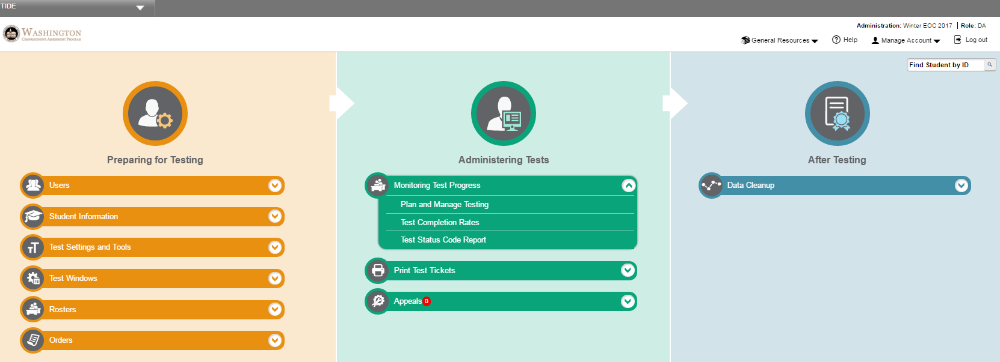 TIDE
WASHINGTON
COMPREHENSIVE ASSESSMENT PROGRAM
Administration: Winter EOC 2017 | Role: DA
General Resources
Help
Manage Account
Log out
Find Student by ID
Preparing for Testing
Users
Student Information
Test Settings and Tools
Test Windows
Rosters
Orders
Administering Tests
Monitoring Test Progress
Plan and Manage Testing
Test Completion Rates
Test Status Code Report
Print Test Tickets
Appeals 0
After Testing
Data Cleanup